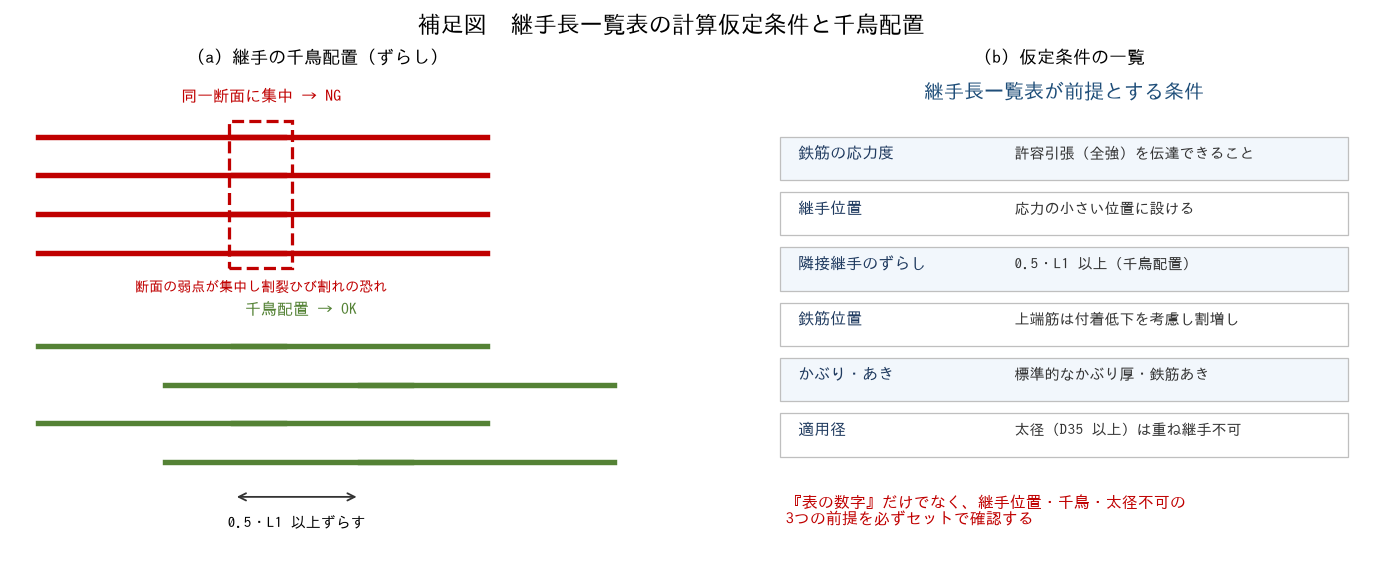 補足図　継手長一覧表の計算仮定条件と千鳥配置
(a) 継手の千鳥配置（ずらし）
同一断面に集中 → NG
断面の弱点が集中し割裂ひび割れの恐れ
千鳥配置 → OK
0.5・L1 以上ずらす
(b) 仮定条件の一覧
継手長一覧表が前提とする条件
鉄筋の応力度　許容引張（全強）を伝達できること
継手位置　応力の小さい位置に設ける
隣接継手のずらし　0.5・L1 以上（千鳥配置）
鉄筋位置　上端筋は付着低下を考慮し割増し
かぶり・あき　標準的なかぶり厚・鉄筋あき
適用径　太径（D35 以上）は重ね継手不可
『表の数字』だけでなく、継手位置・千鳥・太径不可の
3つの前提を必ずセットで確認する